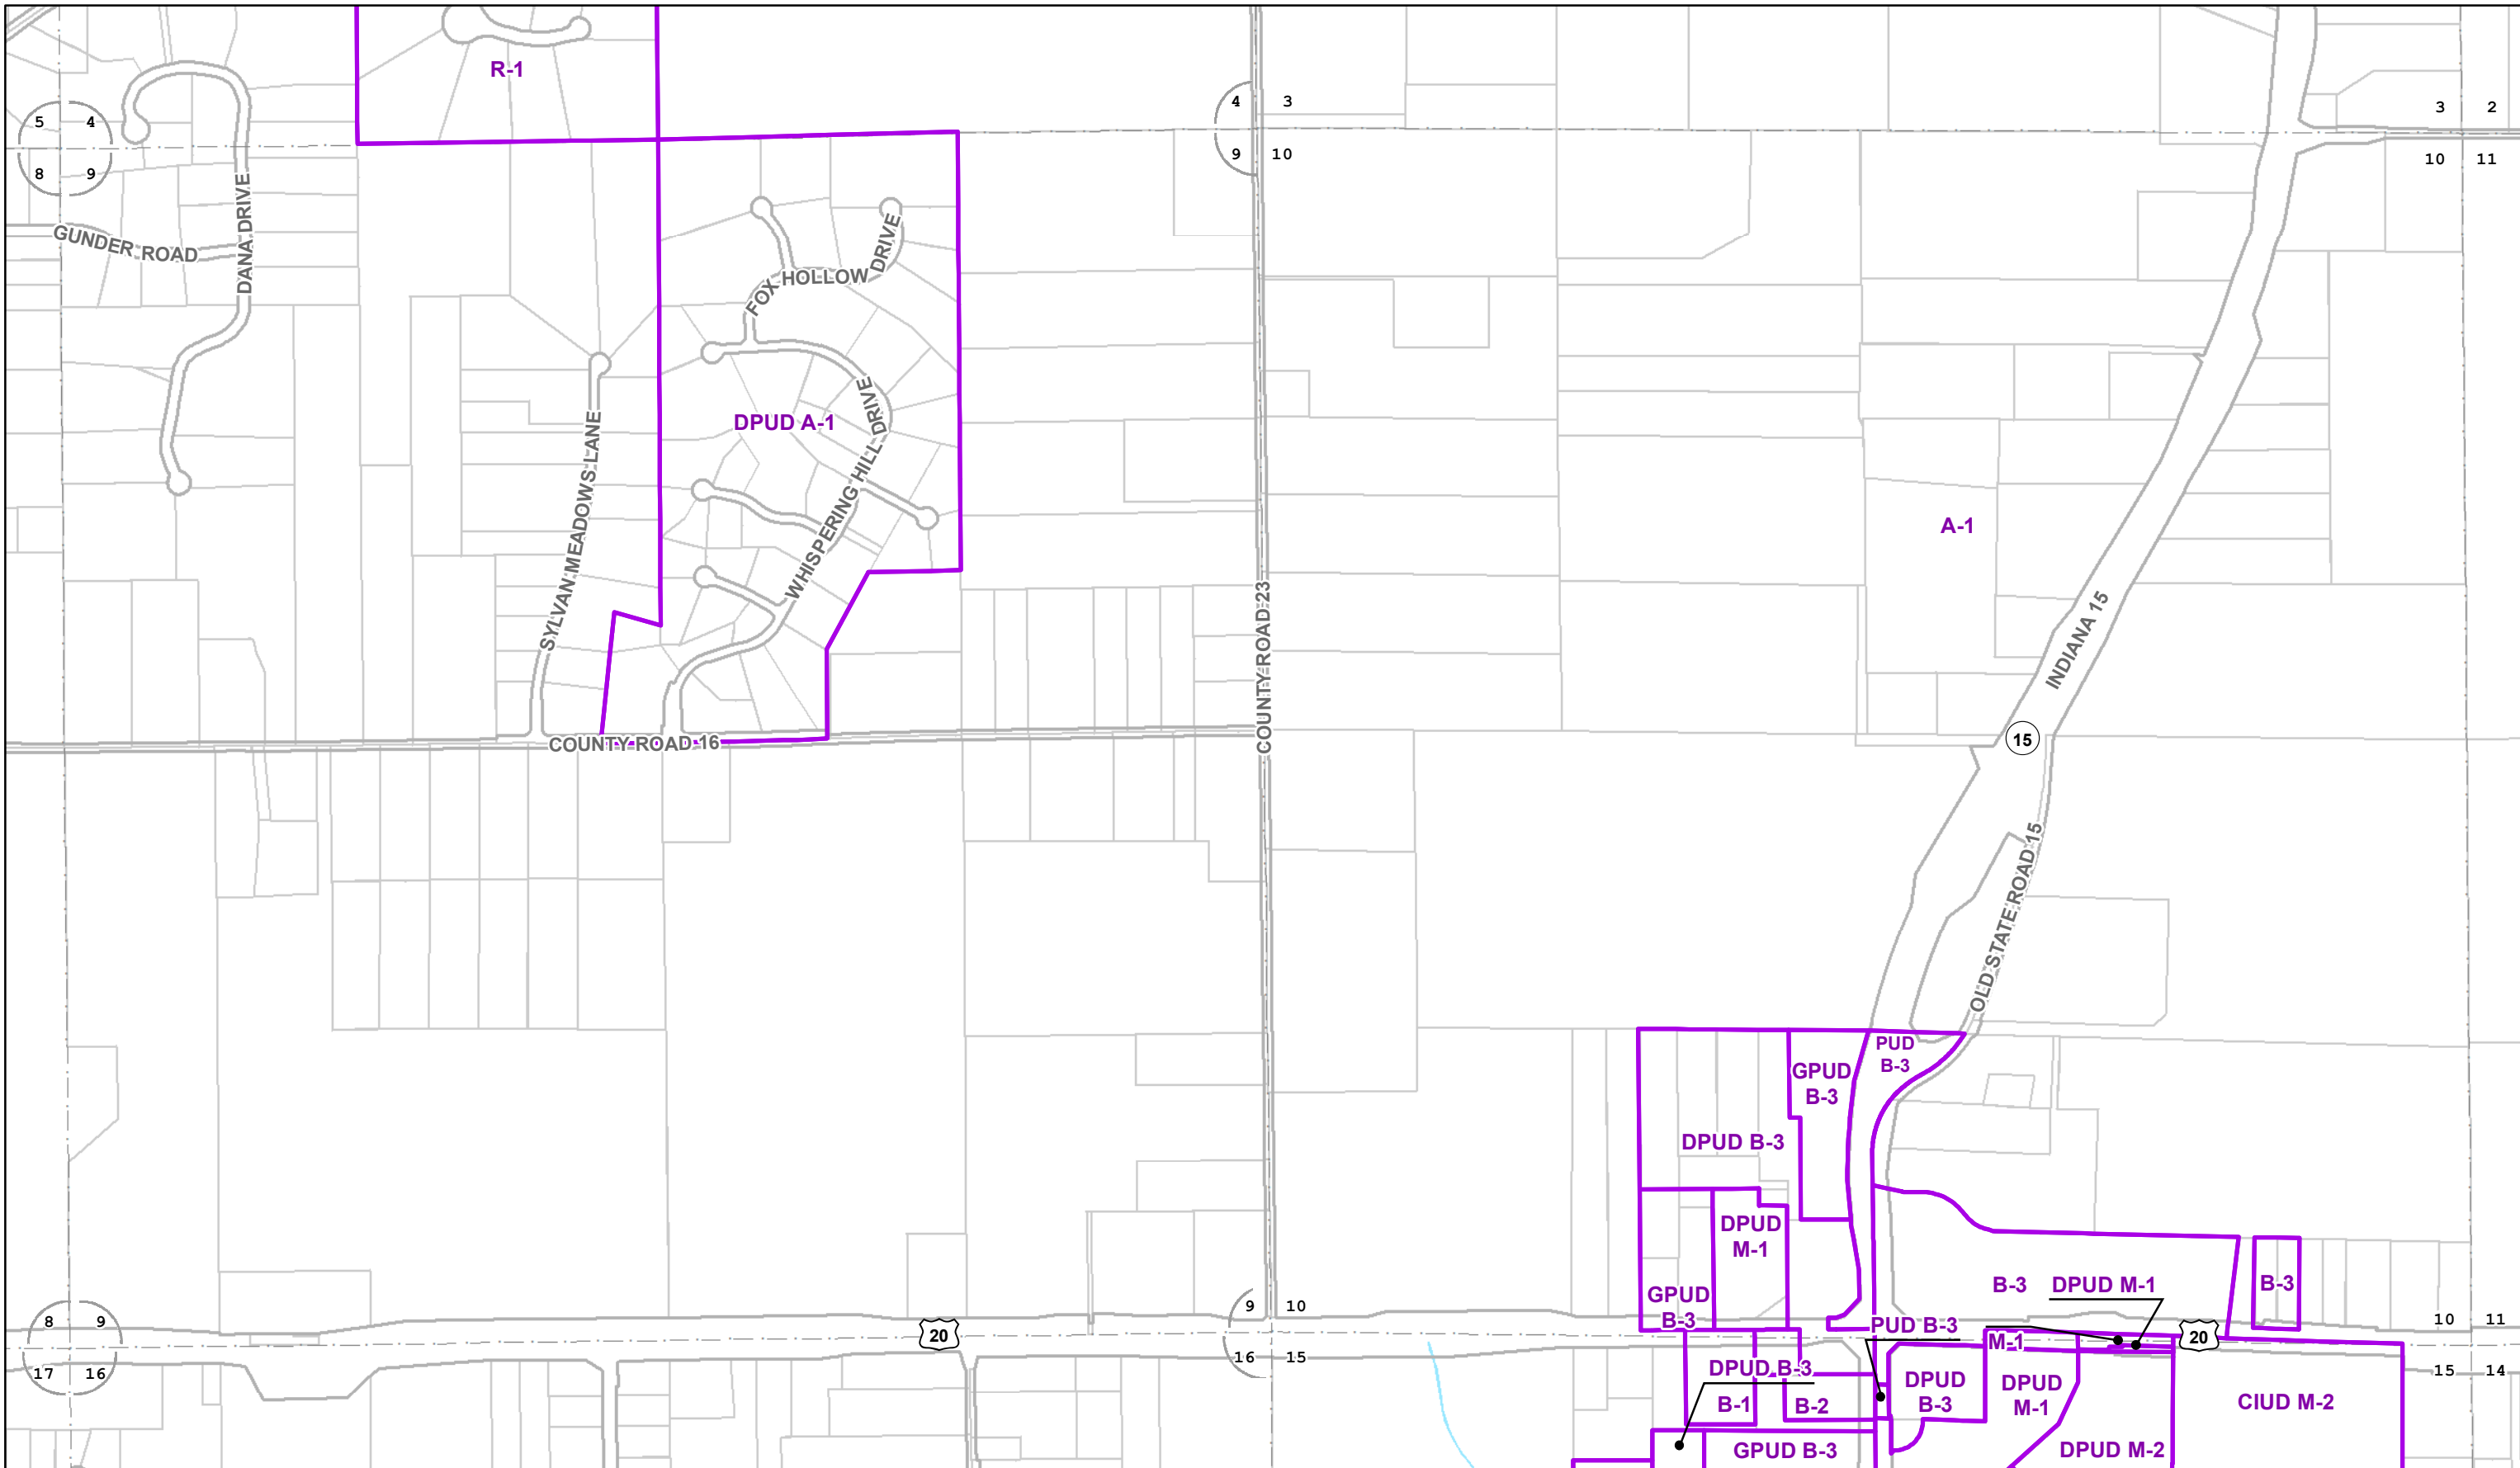 R-1
5 4
8 9
4 3
9 10
3 2
10 11
GUNDER ROAD
DANA DRIVE
FOX HOLLOW DRIVE
DPUD A-1
WHISPERING HILL DRIVE
SYLVAN MEADOWS LANE
COUNTY ROAD 16
COUNTY ROAD 23
A-1
INDIANA 15
15
OLD STATE ROAD 15
PUD
B-3
GPUD
B-3
DPUD B-3
DPUD
M-1
GPUD
B-3
B-3
DPUD M-1
B-3
8 9
17 16
20
9 10
16 15
PUD B-3
M-1
20
10 11
15 14
DPUD B-3
B-1
B-2
DPUD
B-3
DPUD
M-1
CIUD M-2
GPUD B-3
DPUD M-2